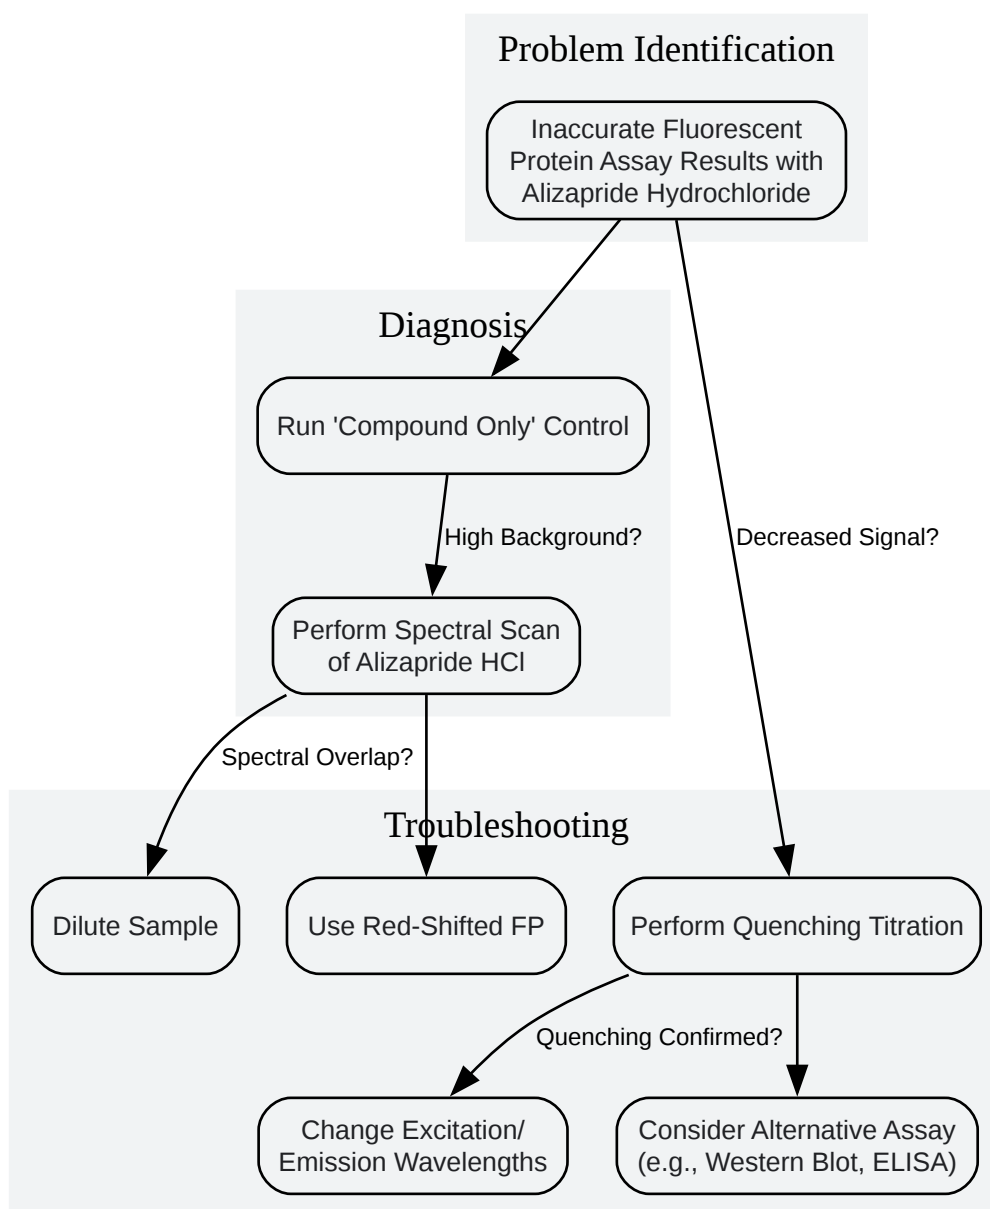 Problem Identification
Inaccurate Fluorescent
Protein Assay Results with
Alizapride Hydrochloride
Diagnosis
Run 'Compound Only' Control
High Background?
Decreased Signal?
Perform Spectral Scan
of Alizapride HCl
Spectral Overlap?
Troubleshooting
Dilute Sample
Use Red-Shifted FP
Perform Quenching Titration
Quenching Confirmed?
Change Excitation/
Emission Wavelengths
Consider Alternative Assay
(e.g., Western Blot, ELISA)